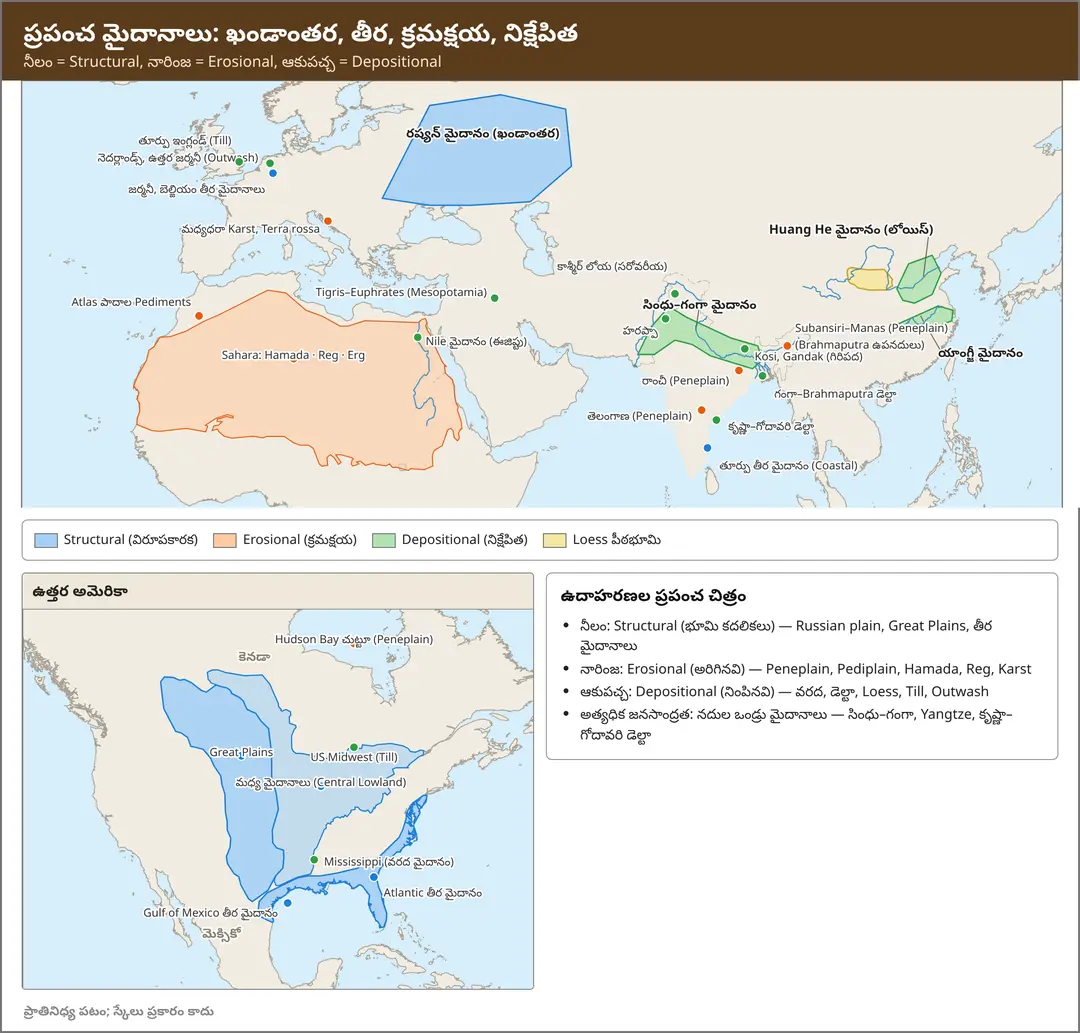 ప్రపంచ మైదానాలు: ఖండాంతర, తీర, క్రమక్షయ, నిక్షేపిత
నీలం = Structural, నారింజ = Erosional, ఆకుపచ్చ = Depositional
తూర్పు ఇంగ్లండ్ (Till)
నెదర్లాండ్స్, ఉత్తర జర్మనీ (Outwash)
జర్మనీ, బెల్జియం తీర మైదానాలు
రష్యన్ మైదానం (ఖండాంతర)
మధ్యధరా Karst, Terra rossa
Huang He మైదానం (లోయిస్)
కాశ్మీర్ లోయ (సరోవరీయ)
Tigris–Euphrates (Mesopotamia)
Atlas పాదాల Pediments
సింధు–గంగా మైదానం
హరప్పా
Nile మైదానం (ఈజిప్టు)
Subansiri–Manas (Peneplain)
(Brahmaputra ఉపనదులు)
Sahara: Hamada · Reg · Erg
Kosi, Gandak (గిరిపద)
యాంగ్జీ మైదానం
రాంచీ (Peneplain)
గంగా–Brahmaputra డెల్టా
తెలంగాణ (Peneplain)
కృష్ణా–గోదావరి డెల్టా
తూర్పు తీర మైదానం (Coastal)
Structural (విరూపకారక)
Erosional (క్రమక్షయ)
Depositional (నిక్షేపిత)
Loess పీఠభూమి
ఉత్తర అమెరికా
Hudson Bay చుట్టూ (Peneplain)
కెనడా
Great Plains
US Midwest (Till)
మధ్య మైదానాలు (Central Lowland)
Mississippi (వరద మైదానం)
Atlantic తీర మైదానం
Gulf of Mexico తీర మైదానం
మెక్సికో
ఉదాహరణల ప్రపంచ చిత్రం
• నీలం: Structural (భూమి కదలికలు) — Russian plain, Great Plains, తీర
మైదానాలు
• నారింజ: Erosional (అరిగినవి) — Peneplain, Pediplain, Hamada, Reg, Karst
• ఆకుపచ్చ: Depositional (నింపినవి) — వరద, డెల్టా, Loess, Till, Outwash
• అత్యధిక జనసాంద్రత: నదుల ఒండ్రు మైదానాలు — సింధు–గంగా, Yangtze, కృష్ణా–
గోదావరి డెల్టా
ప్రాతినిధ్య పటం; స్కేలు ప్రకారం కాదు